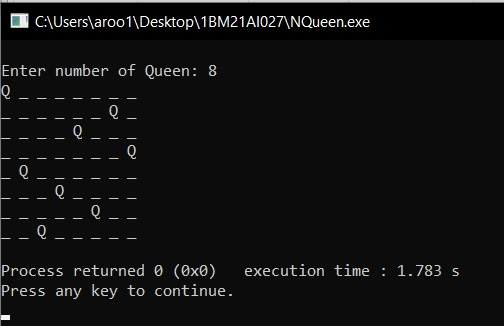 C:\Users\aroo1\Desktop\1BM21AI027\NQueen.exe
Enter number of Queen: 8
Q _ _ _ _ _ _ _
_ _ _ _ _ _ Q _
_ _ _ _ Q _ _ _
_ _ _ _ _ _ _ Q
_ Q _ _ _ _ _ _
_ _ _ Q _ _ _ _
_ _ _ _ _ Q _ _
_ _ Q _ _ _ _ _
Process returned 0 (0x0)   execution time : 1.783 s
Press any key to continue.